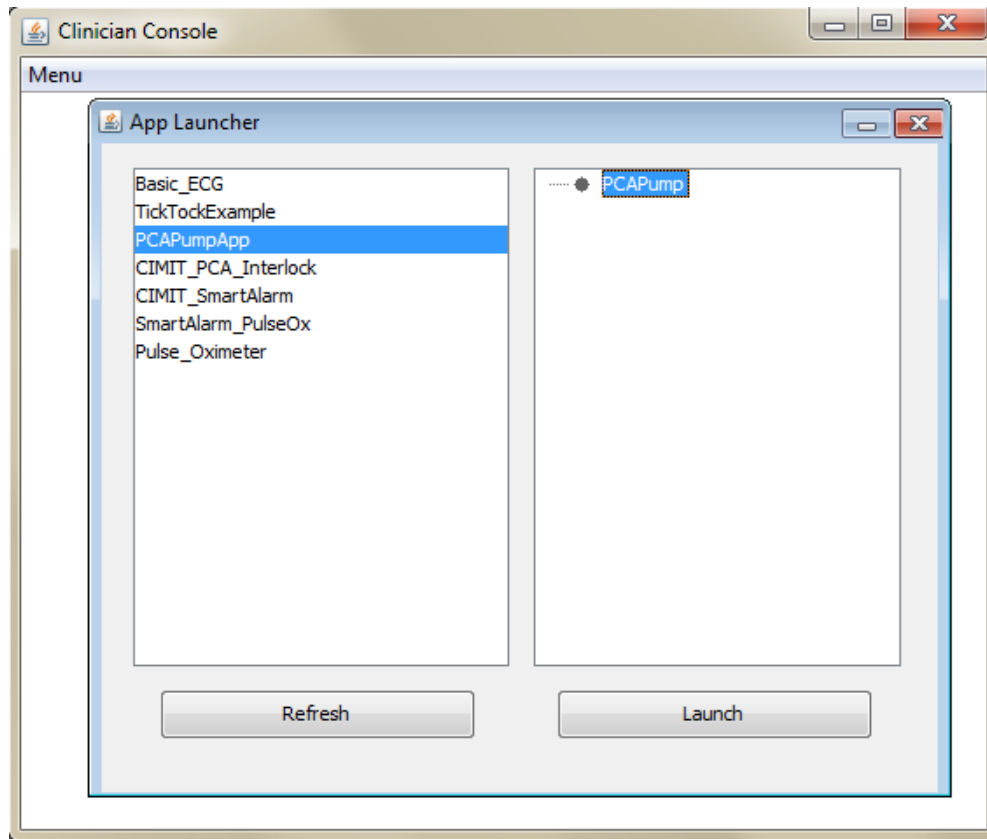 Clinician Console
Menu
App Launcher
Basic_ECG
TickTockExample
PCAPumpApp
CIMIT_PCA_Interlock
CIMIT_SmartAlarm
SmartAlarm_PulseOx
Pulse_Oximeter
PCAPump
Refresh
Launch